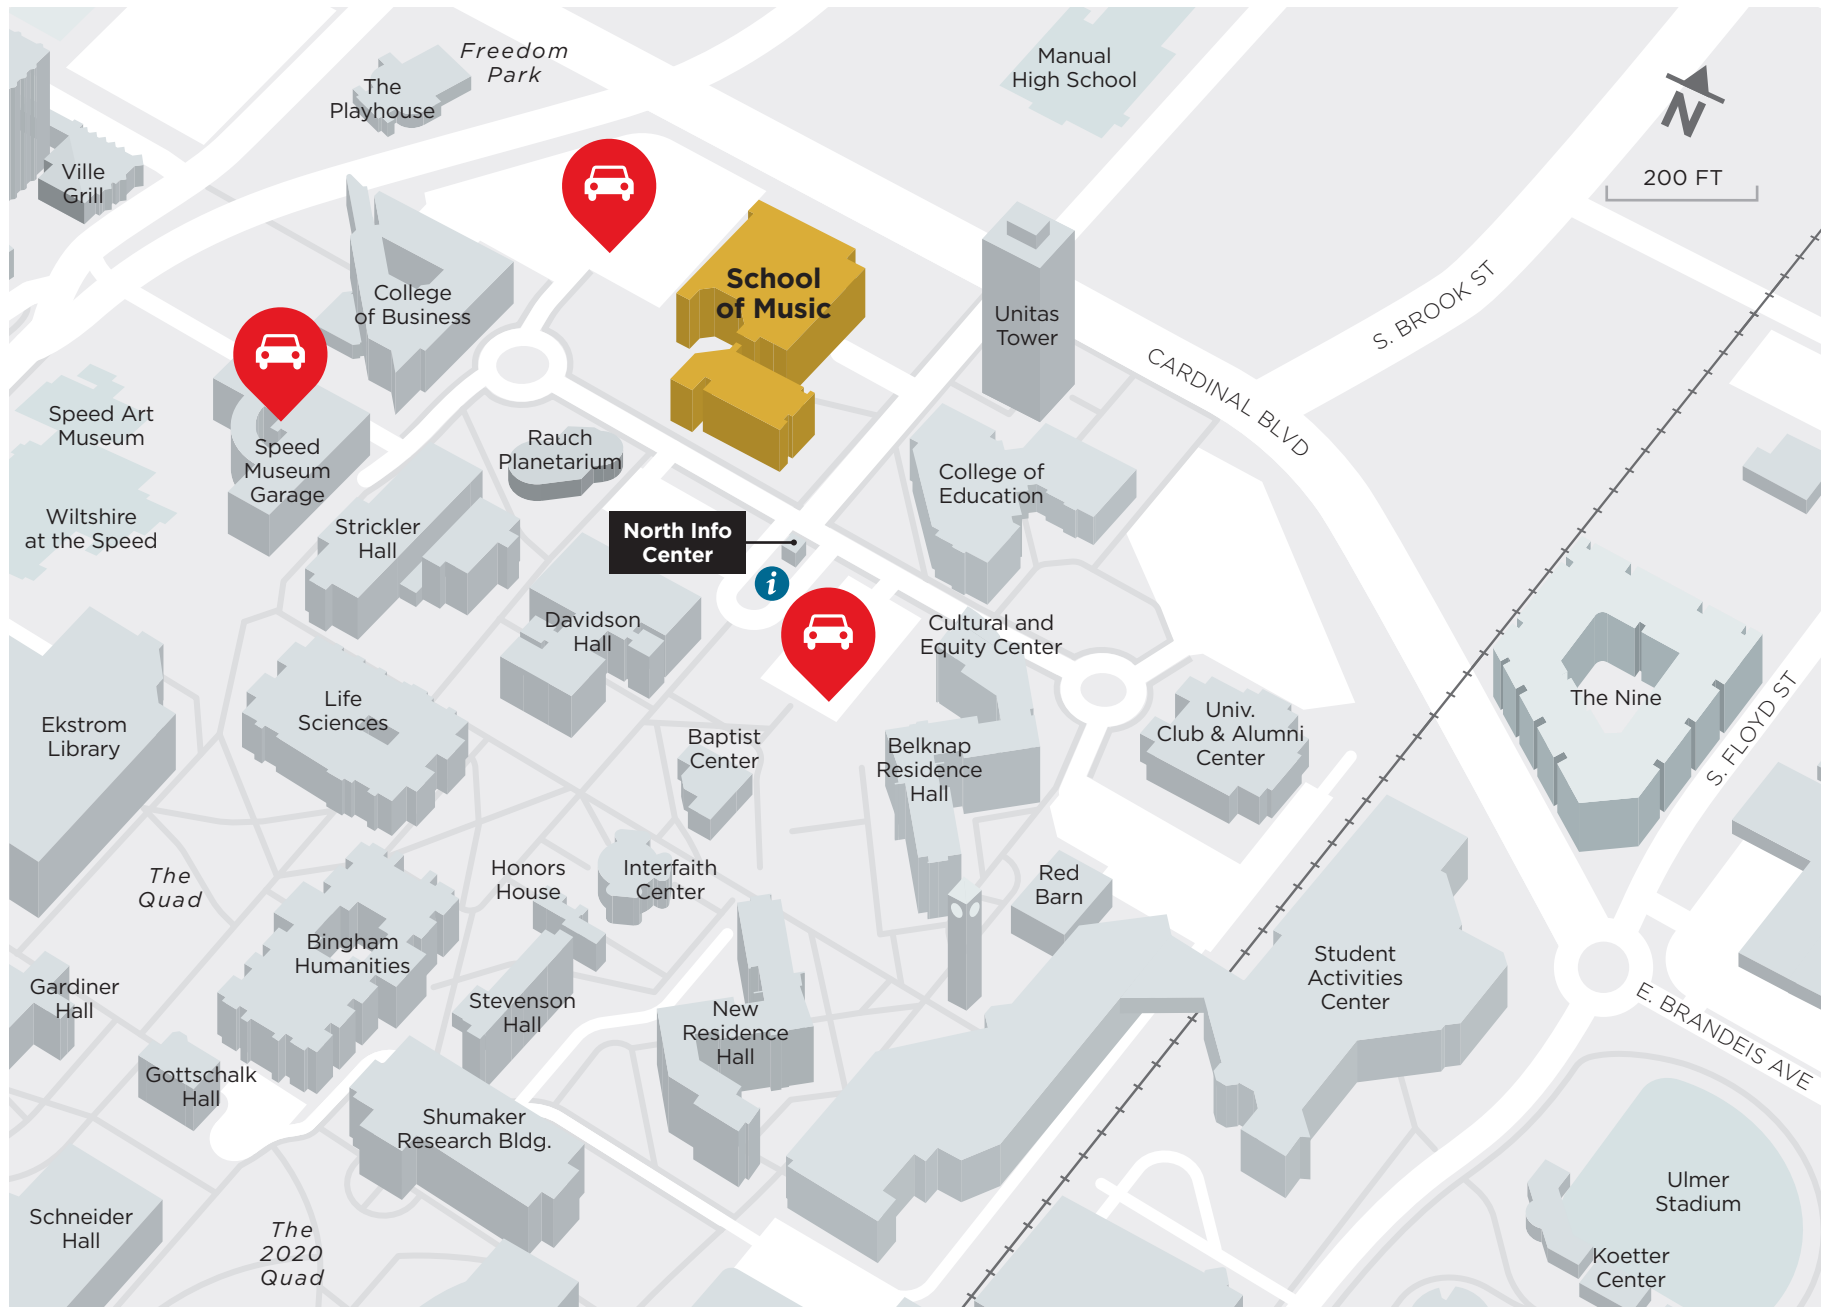 Freedom
Park
Manual
High School
The
Playhouse
N
200 FT
Ville
Grill
School
of Music
College
of Business
Unitas
Tower
S. BROOK ST
CARDINAL BLVD
Speed Art
Museum
Speed
Museum
Garage
Rauch
Planetarium
College of
Education
Wiltshire
at the Speed
Strickler
Hall
North Info
Center
i
Davidson
Hall
Cultural and
Equity Center
Life
Sciences
Ekstrom
Library
Baptist
Center
Belknap
Residence
Hall
Univ.
Club & Alumni
Center
The Nine
S. FLOYD ST
The
Quad
Honors
House
Interfaith
Center
Red
Barn
Bingham
Humanities
Student
Activities
Center
Gardiner
Hall
Stevenson
Hall
New
Residence
Hall
E. BRANDEIS AVE
Gottschalk
Hall
Shumaker
Research Bldg.
Schneider
Hall
The
2020
Quad
Ulmer
Stadium
Koetter
Center